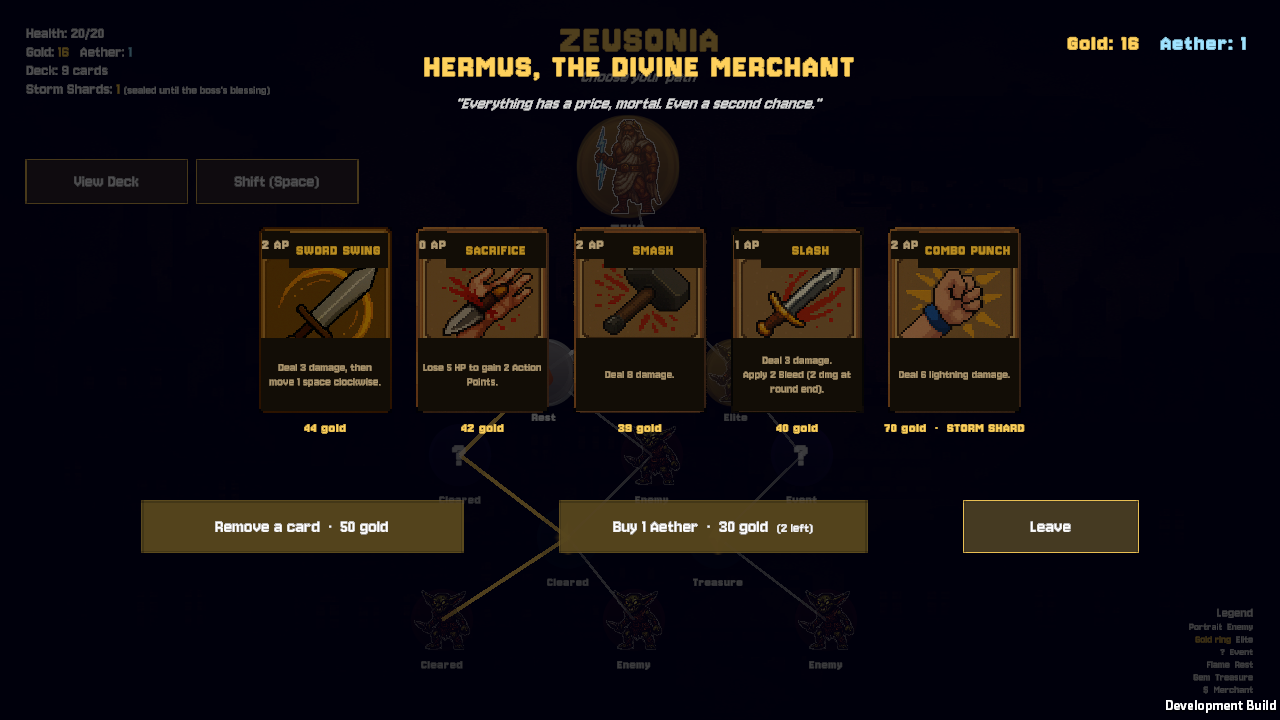 Health: 20/20
Gold: 16 Aether: 1
Deck: 9 cards
Storm Shards: 1 (sealed until the boss's blessing)
ZEUSONIA
choose your path
HERMUS, THE DIVINE MERCHANT
"Everything has a price, mortal. Even a second chance."
Gold: 16 Aether: 1
View Deck
Shift (Space)
2 AP SWORD SWING
Deal 3 damage, then
move 1 space clockwise.
44 gold
0 AP SACRIFICE
Lose 5 HP to gain 2 Action
Points.
42 gold
2 AP SMASH
Deal 8 damage.
39 gold
1 AP SLASH
Deal 3 damage.
Apply 2 Bleed (2 dmg at
round end).
40 gold
2 AP COMBO PUNCH
Deal 6 lightning damage.
70 gold · STORM SHARD
Rest
Elite
?
?
Cleared
Enemy
Event
Remove a card · 50 gold
Buy 1 Aether · 30 gold (2 left)
Leave
Cleared
Treasure
Cleared
Enemy
Enemy
Legend
Portrait Enemy
Gold ring Elite
? Event
Flame Rest
Gem Treasure
$ Merchant
Development Build